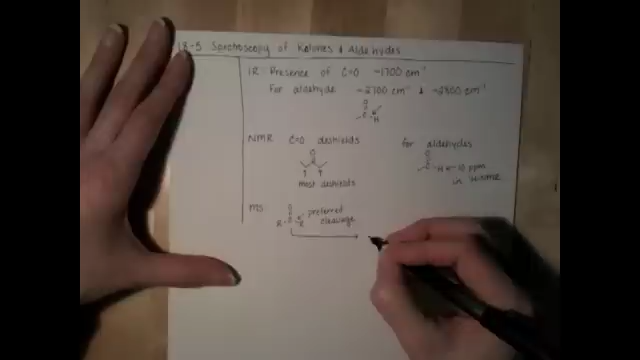 18-5 Spectroscopy of Ketones & Aldehydes
IR: Presence of C=O ~1700 cm⁻¹
For aldehyde ~2700 cm⁻¹ & ~2800 cm⁻¹
O
C
H
NMR C=O deshields
O
most deshields
for aldehydes
O
C-H ← ~10 ppm
in
MS
O
R-C-R
preferred
cleavage